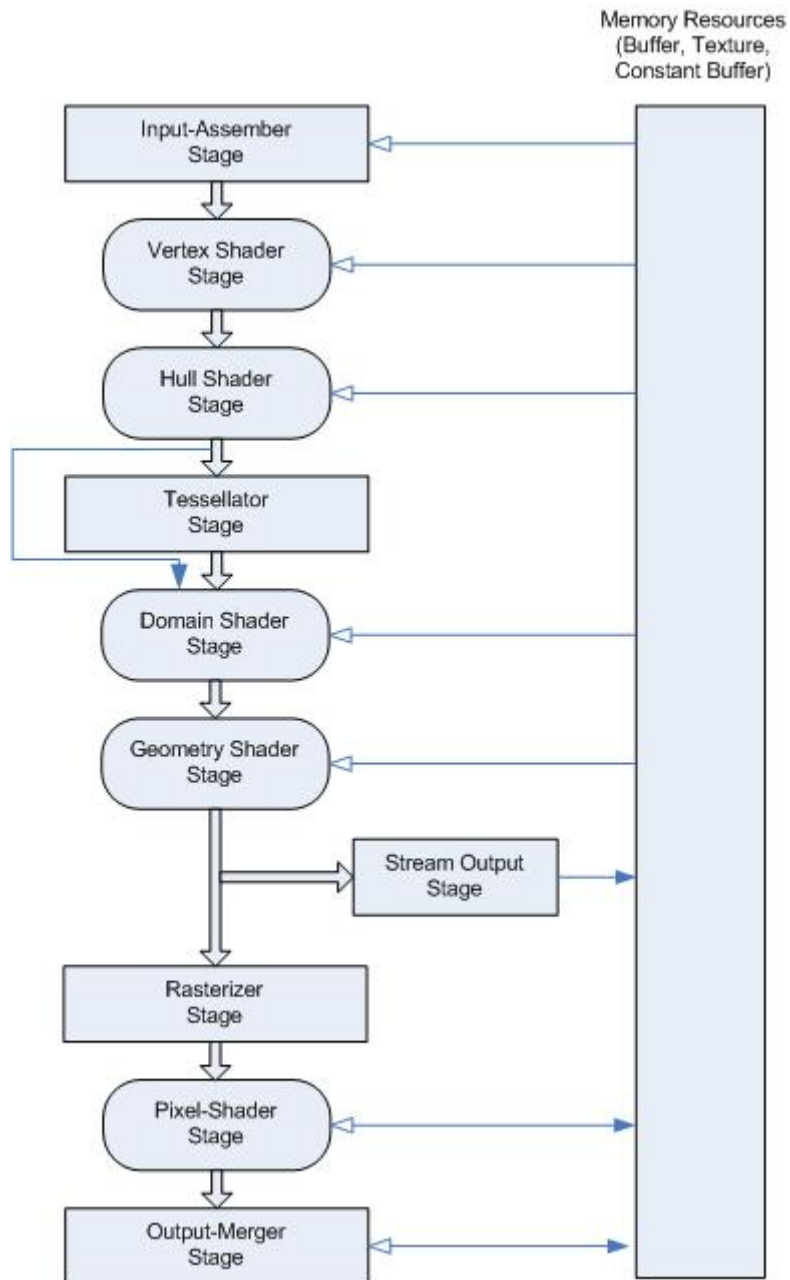 Memory Resources
(Buffer, Texture,
Constant Buffer)
Input-Assember
Stage
Vertex Shader
Stage
Hull Shader
Stage
Tessellator
Stage
Domain Shader
Stage
Geometry Shader
Stage
Stream Output
Stage
Rasterizer
Stage
Pixel-Shader
Stage
Output-Merger
Stage